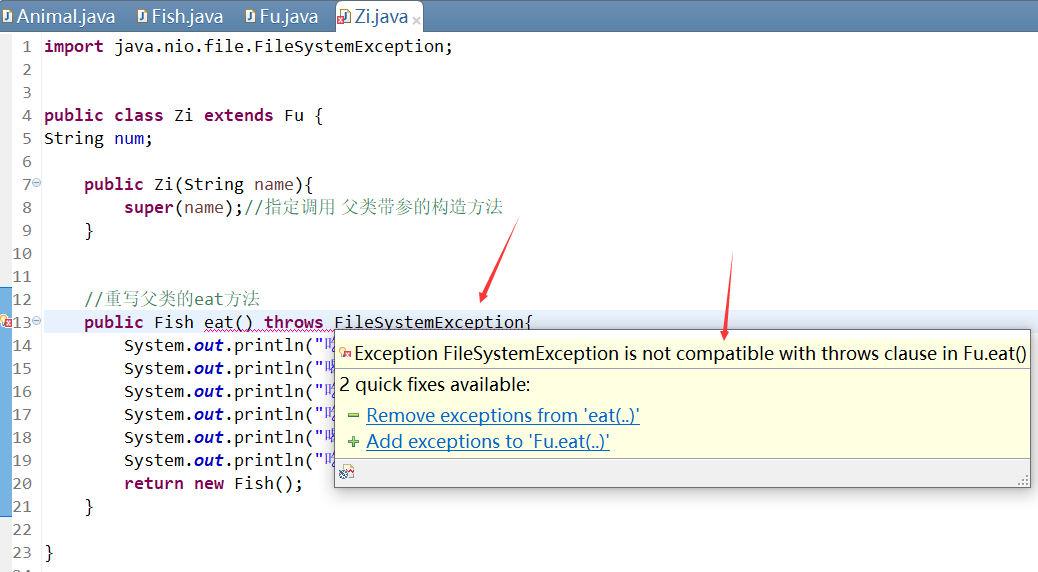 Animal.java Fish.java Fu.java Zi.java
1 import java.nio.file.FileSystemException;
2
3
4 public class Zi extends Fu {
5 String num;
6
7 public Zi(String name){
8 super(name);//指定调用 父类带参的构造方法
9 }
10
11
12 //重写父类的eat方法
13 public Fish eat() throws FileSystemException{
14 System.out.println("
15 System.out.println("
16 System.out.println("
17 System.out.println("
18 System.out.println("
19 System.out.println("
20 return new Fish();
21 }
22
23 }
Exception FileSystemException is not compatible with throws clause in Fu.eat()
2 quick fixes available:
Remove exceptions from 'eat(..)'
Add exceptions to 'Fu.eat(..)'